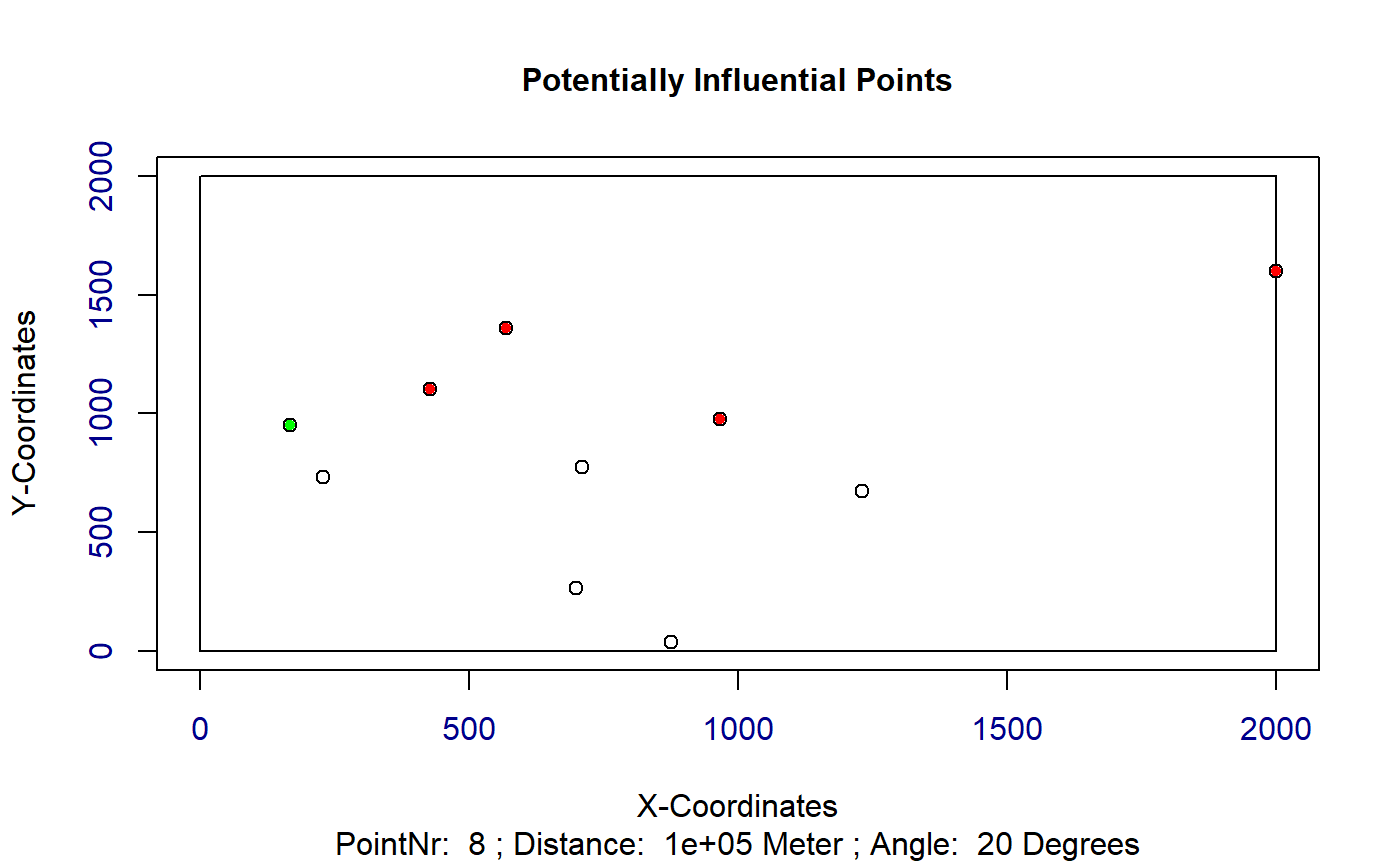 Potentially Influential Points
Y-Coordinates
2000
1500
1000
500
0
0 500 1000 1500 2000
X-Coordinates
PointNr:  8 ; Distance:  1e+05 Meter ; Angle:  20 Degrees